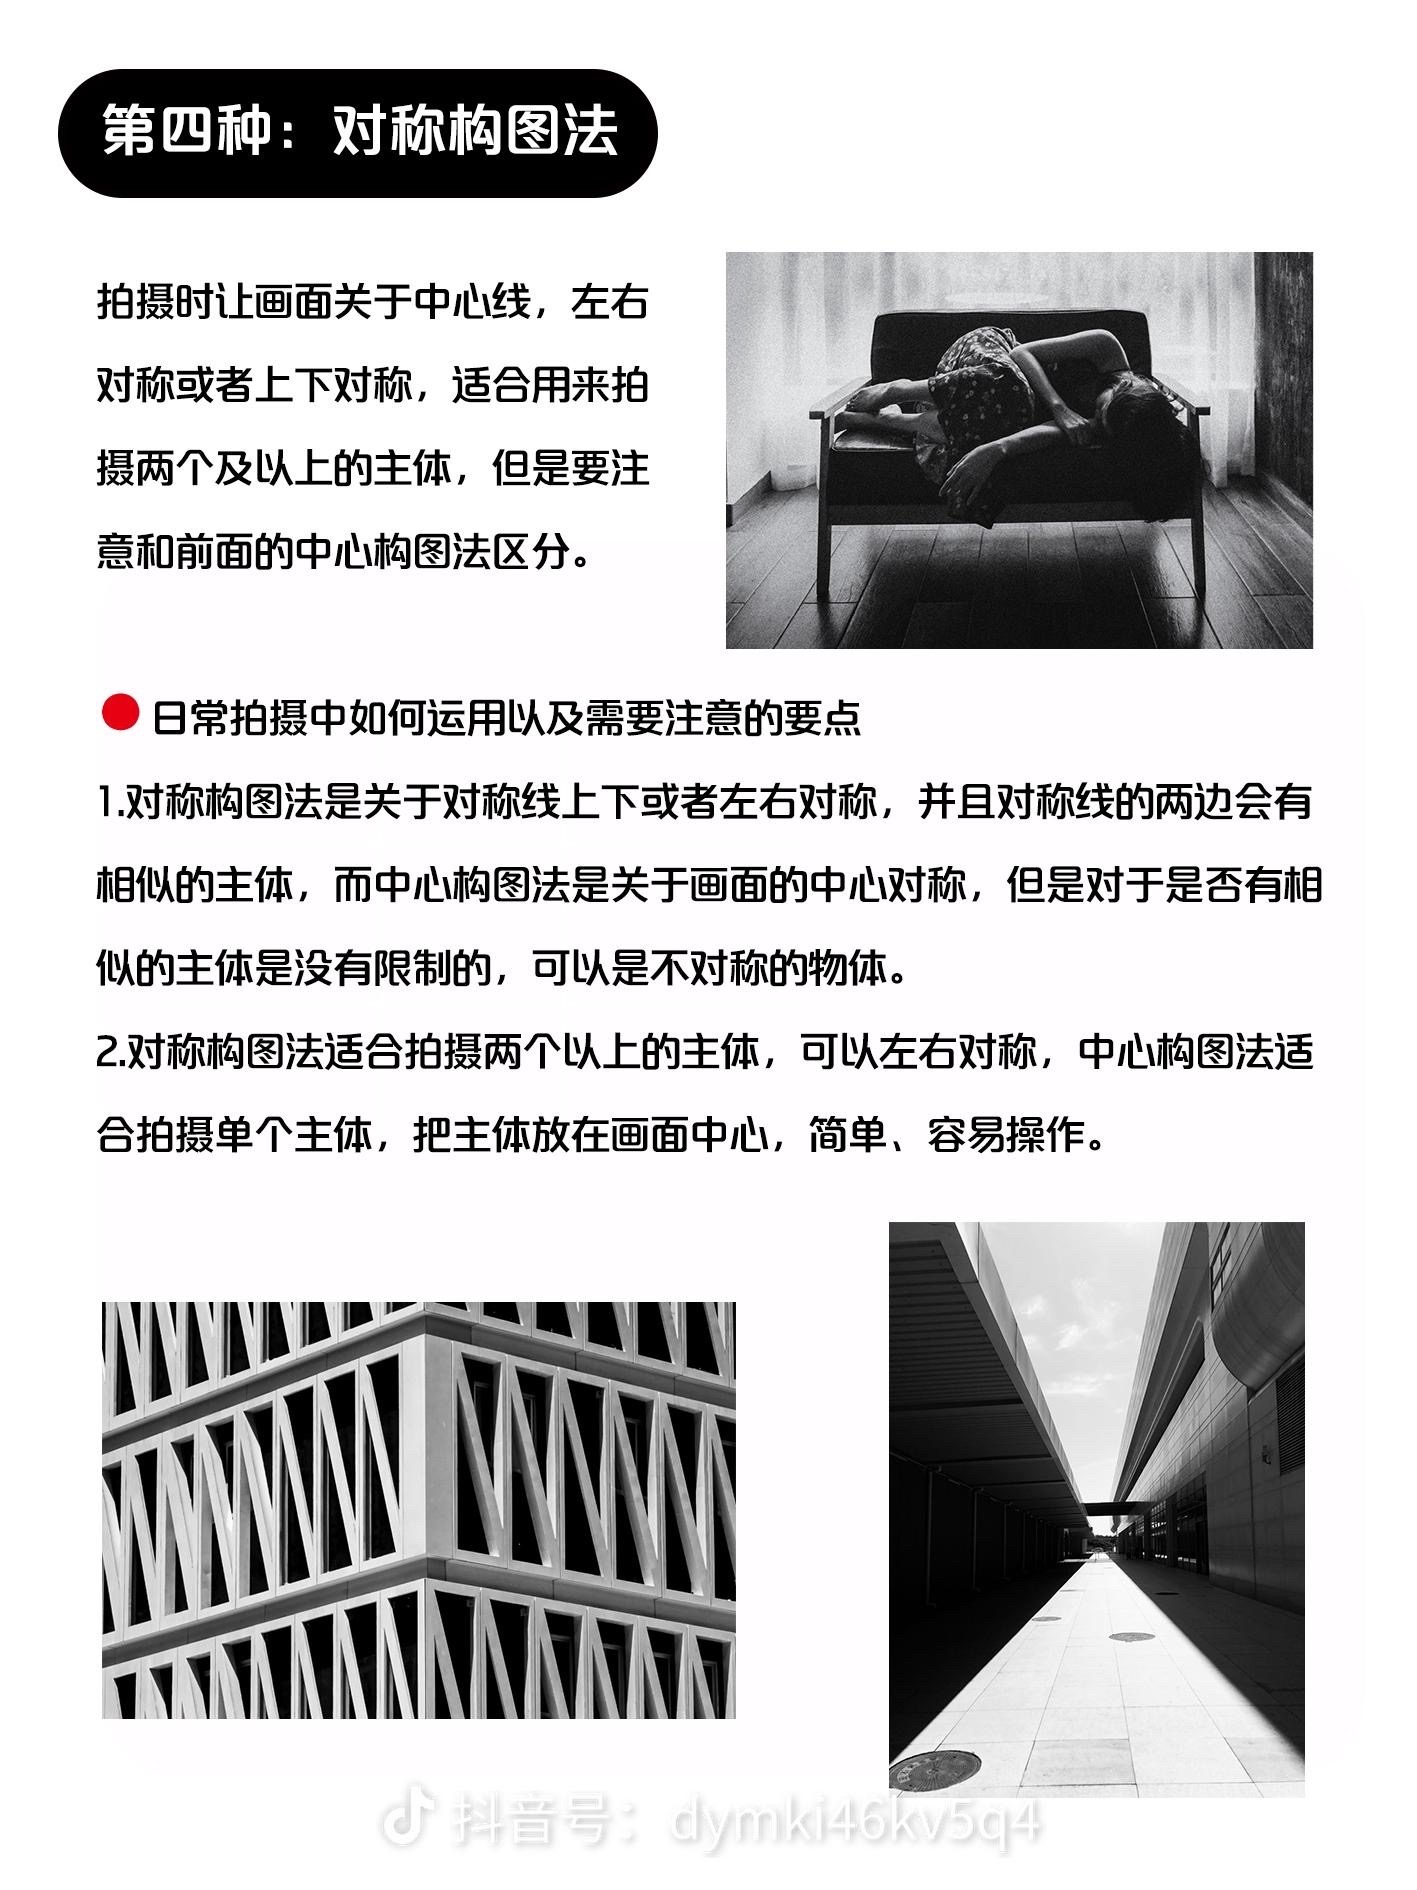 第四种：对称构图法
拍摄时让画面关于中心线，左右
对称或者上下对称，适合用来拍
摄两个及以上的主体，但是要注
意和前面的中心构图法区分。
日常拍摄中如何运用以及需要注意的要点
1.对称构图法是关于对称线上下或者左右对称，并且对称线的两边会有
相似的主体，而中心构图法是关于画面的中心对称，但是对于是否有相
似的主体是没有限制的，可以是不对称的物体。
2.对称构图法适合拍摄两个以上的主体，可以左右对称，中心构图法适
合拍摄单个主体，把主体放在画面中心，简单、容易操作。
抖音号：dymki46kv5q4